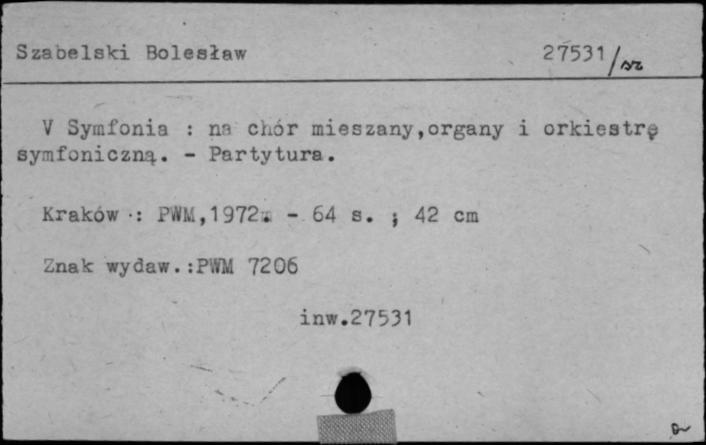 Szabelski Bolesław 27531/nz
V Symfonia : na chór mieszany,organy i orkiestrę
symfoniczną. - Partytura.
Kraków : PWM,1972. - 64 s. ; 42 cm
Znak wydaw.:PWM 7206
inw.27531